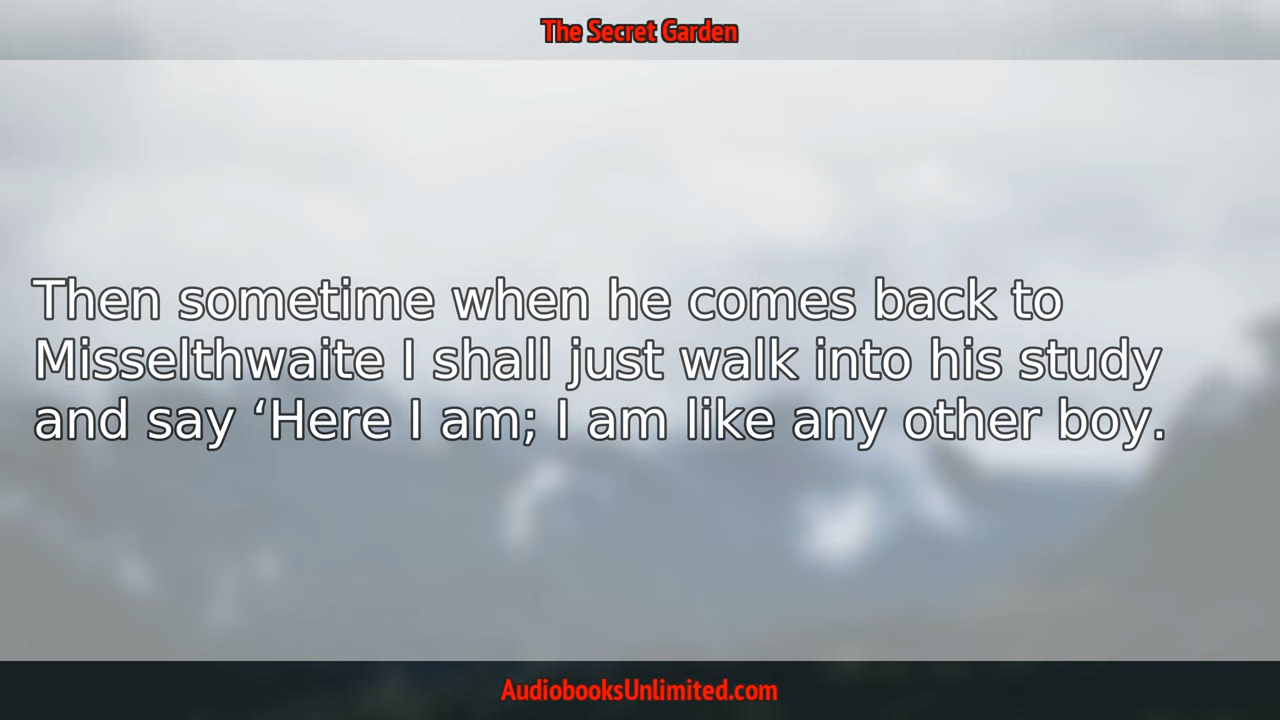 The Secret Garden
Then sometime when he comes back to
Misselthwaite I shall just walk into his study
and say ‘Here I am; I am like any other boy.
AudiobooksUnlimited.com